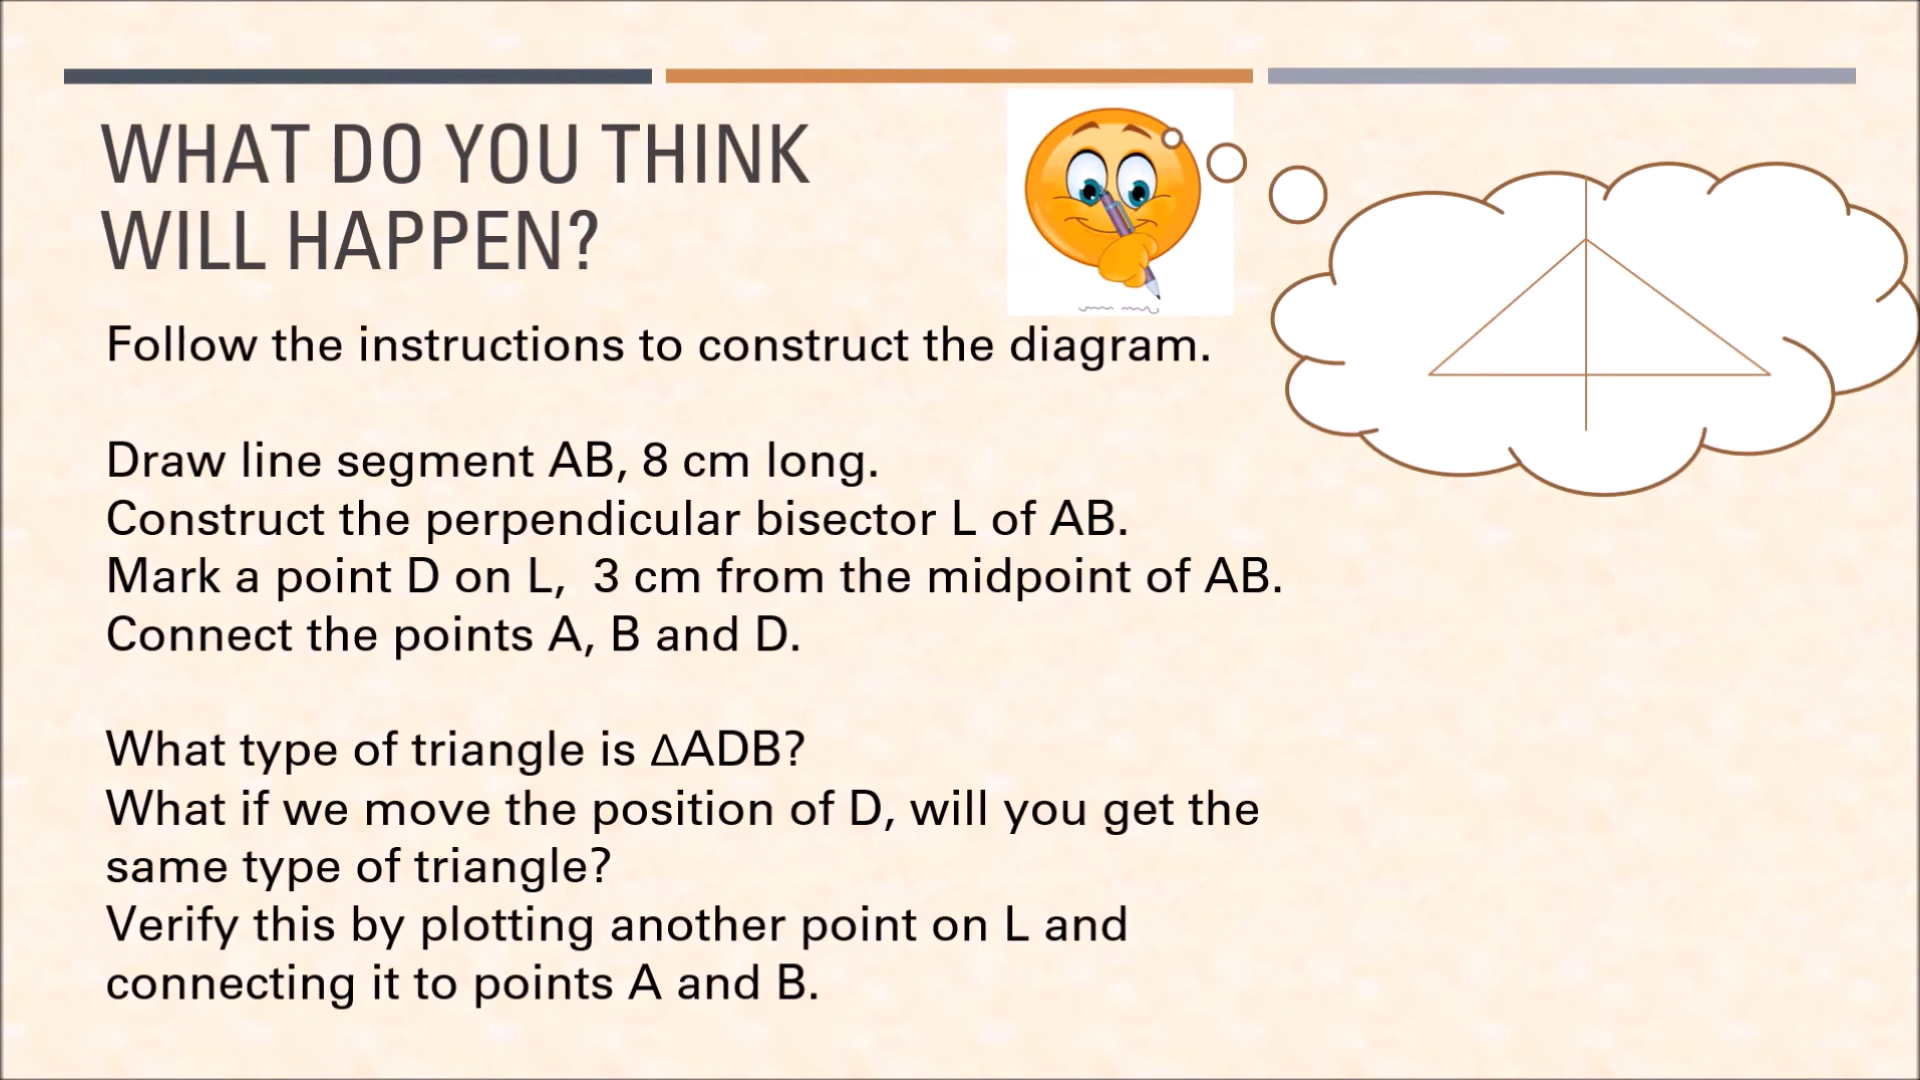 WHAT DO YOU THINK
WILL HAPPEN?
Follow the instructions to construct the diagram.
Draw line segment AB, 8 cm long.
Construct the perpendicular bisector L of AB.
Mark a point D on L,  3 cm from the midpoint of AB.
Connect the points A, B and D.
What type of triangle is ΔADB?
What if we move the position of D, will you get the
same type of triangle?
Verify this by plotting another point on L and
connecting it to points A and B.